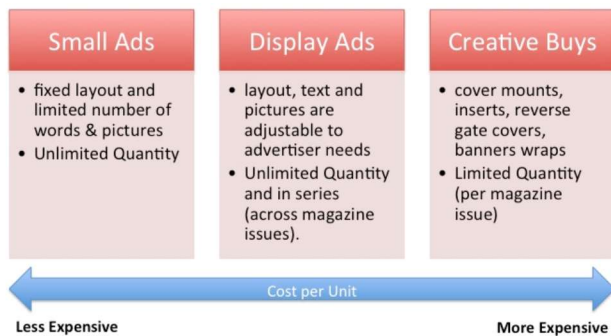 Small Ads
• fixed layout and
limited number of
words & pictures
• Unlimited Quantity
Display Ads
• layout, text and
pictures are
adjustable to
advertiser needs
• Unlimited Quantity
and in series
(across magazine
issues).
Creative Buys
• cover mounts,
inserts, reverse
gate covers,
banners wraps
• Limited Quantity
(per magazine
issue)
Cost per Unit
Less Expensive
More Expensive